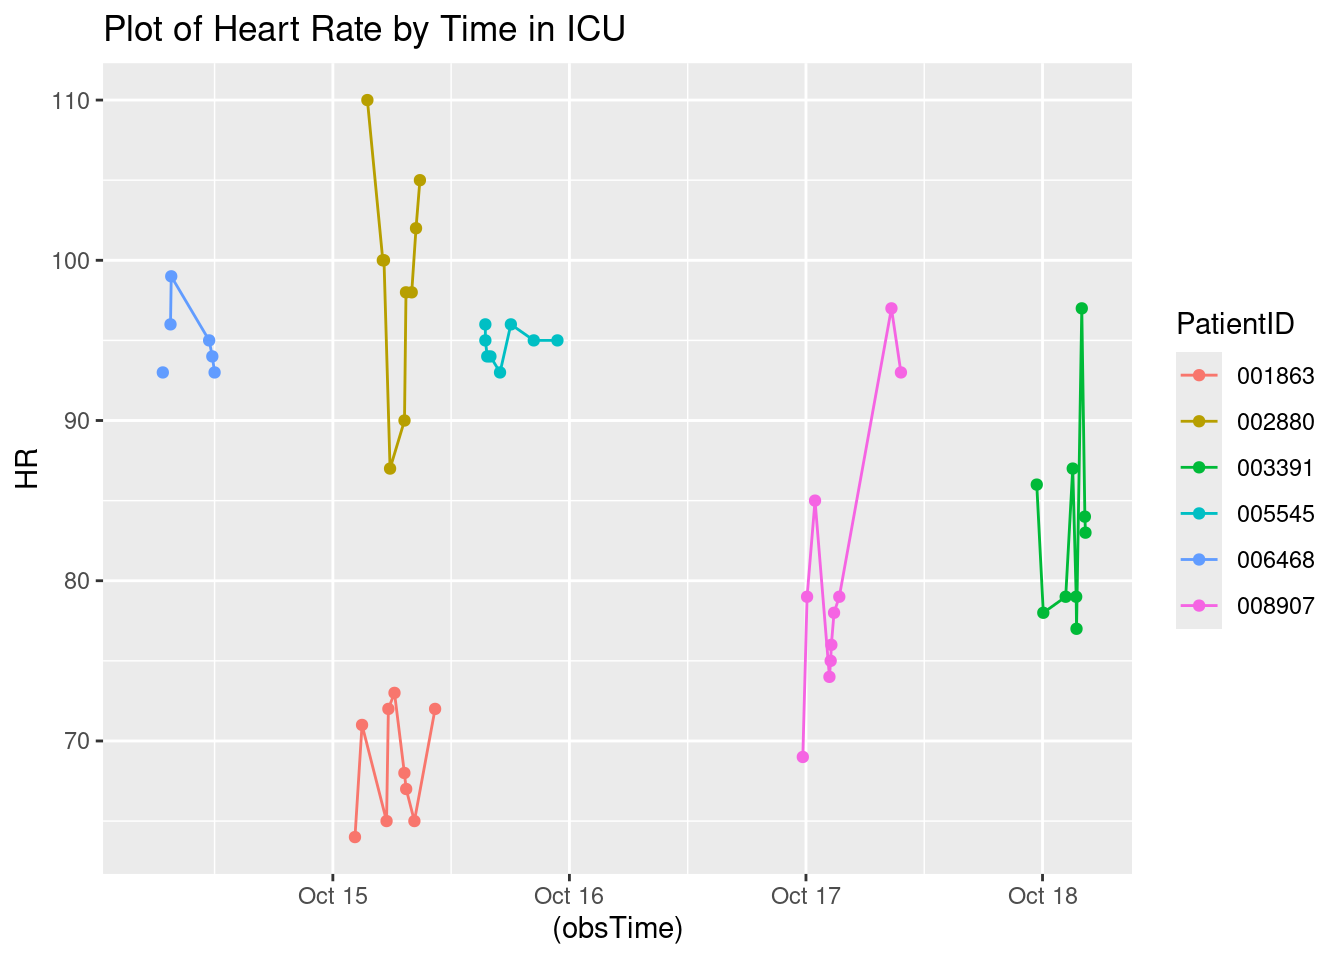 Plot of Heart Rate by Time in ICU
110
100
90
80
70
HR
Oct 15
Oct 16
Oct 17
Oct 18
(obsTime)
PatientID
001863
002880
003391
005545
006468
008907